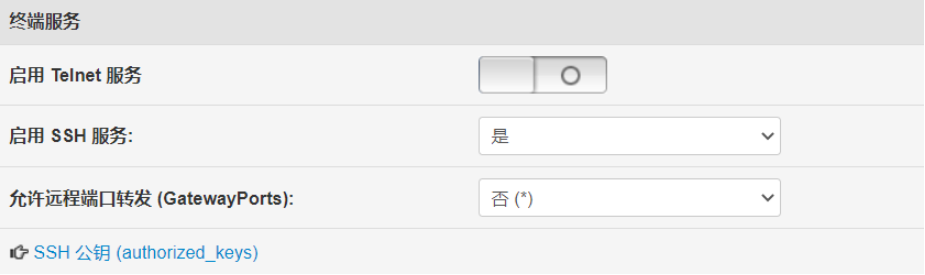 终端服务
启用 Telnet 服务
启用 SSH 服务:
是
允许远程端口转发 (GatewayPorts):
否 (*)
SSH 公钥 (authorized_keys)